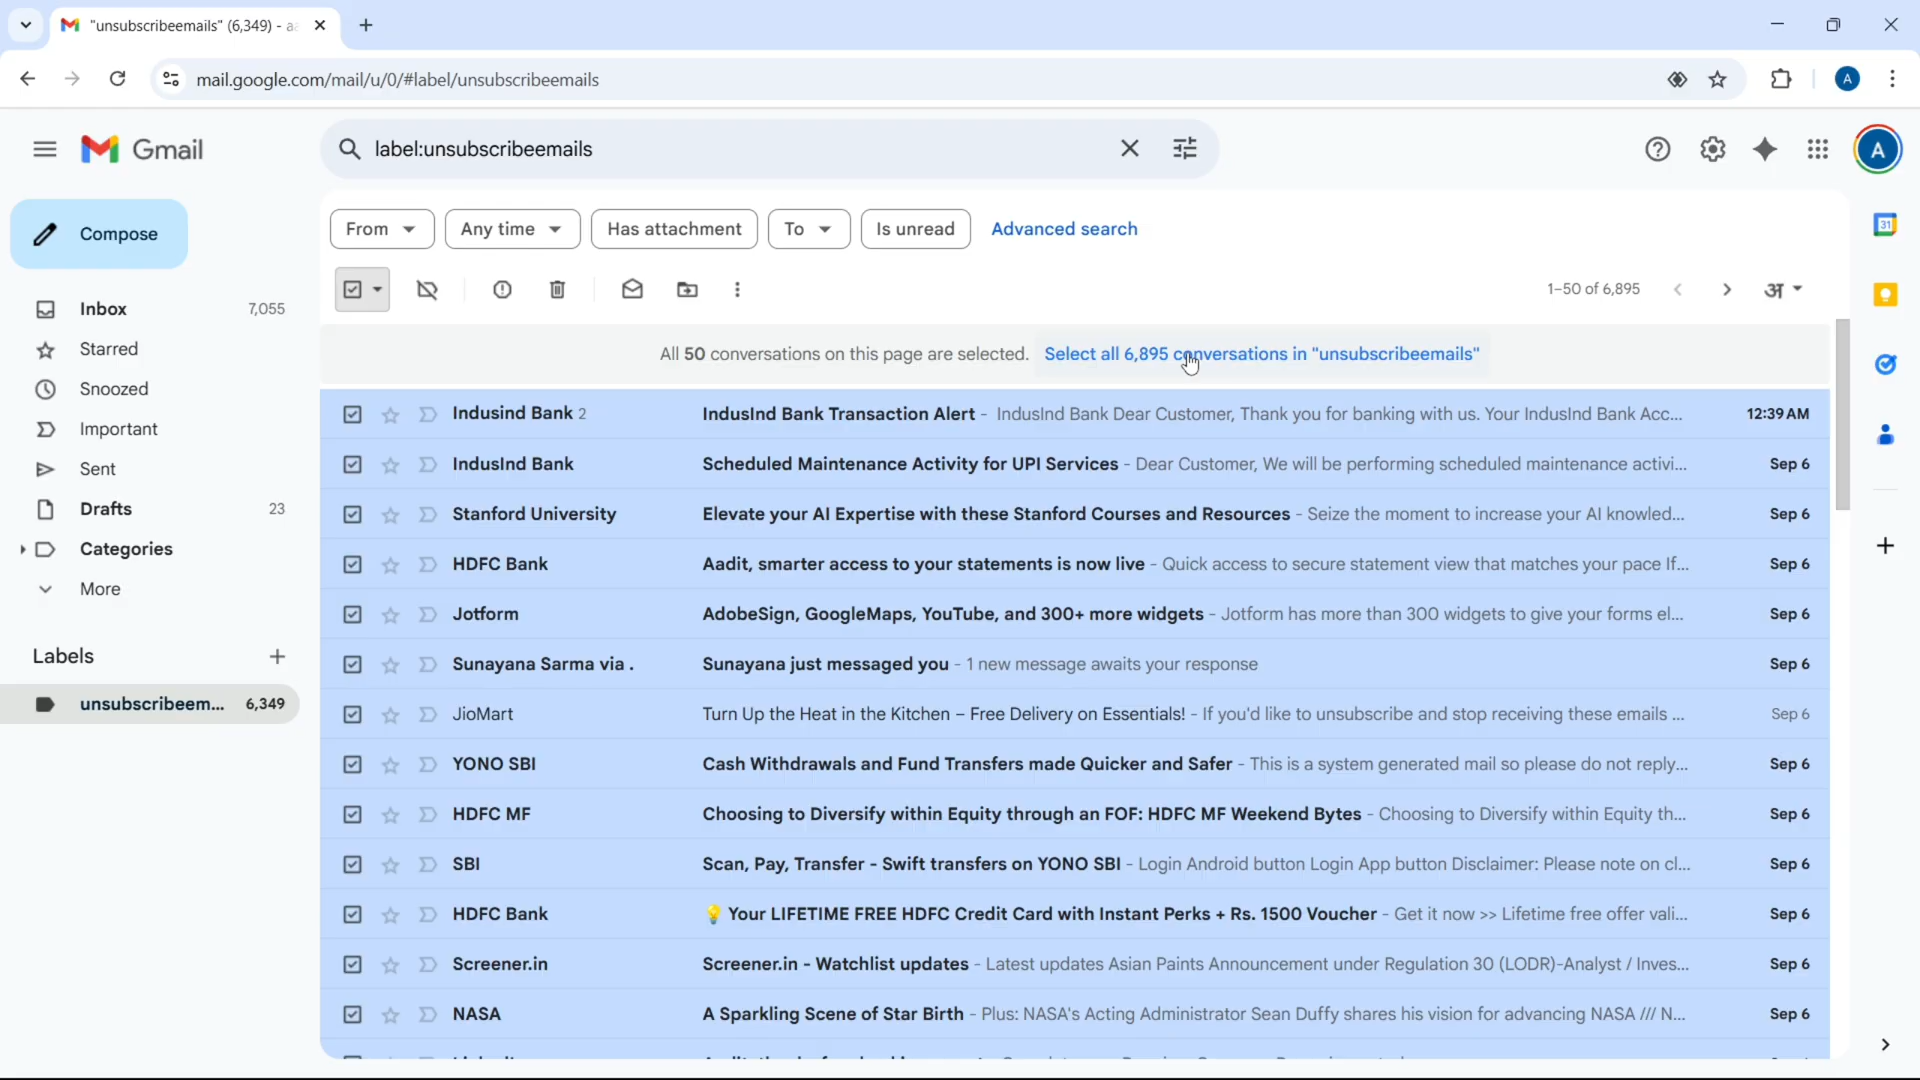 "unsubscribeemails" (6,349) - aa
mail.google.com/mail/u/0/#label/unsubscribeemails
A
Gmail
label:unsubscribeemails
A
Compose
From
Any time
Has attachment
To
Is unread
Advanced search
31
1–50 of 6,895
अ
Inbox 7,055
Starred
Snoozed
Important
Sent
Drafts 23
Categories
More
Labels
unsubscribeem... 6,349
All 50 conversations on this page are selected. Select all 6,895 conversations in "unsubscribeemails"
Indusind Bank 2 IndusInd Bank Transaction Alert - IndusInd Bank Dear Customer, Thank you for banking with us. Your IndusInd Bank Acc... 12:39 AM
IndusInd Bank Scheduled Maintenance Activity for UPI Services - Dear Customer, We will be performing scheduled maintenance activi... Sep 6
Stanford University Elevate your AI Expertise with these Stanford Courses and Resources - Seize the moment to increase your AI knowled... Sep 6
HDFC Bank Aadit, smarter access to your statements is now live - Quick access to secure statement view that matches your pace If... Sep 6
Jotform AdobeSign, GoogleMaps, YouTube, and 300+ more widgets - Jotform has more than 300 widgets to give your forms el... Sep 6
Sunayana Sarma via . Sunayana just messaged you - 1 new message awaits your response Sep 6
JioMart Turn Up the Heat in the Kitchen – Free Delivery on Essentials! - If you'd like to unsubscribe and stop receiving these emails ... Sep 6
YONO SBI Cash Withdrawals and Fund Transfers made Quicker and Safer - This is a system generated mail so please do not reply... Sep 6
HDFC MF Choosing to Diversify within Equity through an FOF: HDFC MF Weekend Bytes - Choosing to Diversify within Equity th... Sep 6
SBI Scan, Pay, Transfer - Swift transfers on YONO SBI - Login Android button Login App button Disclaimer: Please note on cl... Sep 6
HDFC Bank 💡 Your LIFETIME FREE HDFC Credit Card with Instant Perks + Rs. 1500 Voucher - Get it now >> Lifetime free offer vali... Sep 6
Screener.in Screener.in - Watchlist updates - Latest updates Asian Paints Announcement under Regulation 30 (LODR)-Analyst / Inves... Sep 6
NASA A Sparkling Scene of Star Birth - Plus: NASA's Acting Administrator Sean Duffy shares his vision for advancing NASA /// N... Sep 6